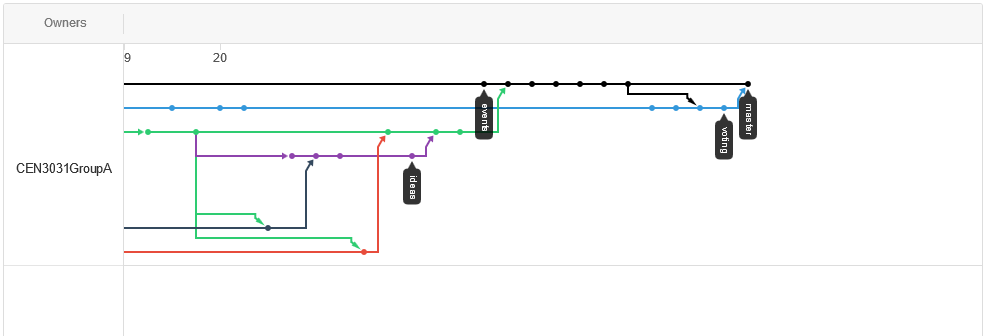 Owners
9
20
CEN3031GroupA
events
master
voting
ideas